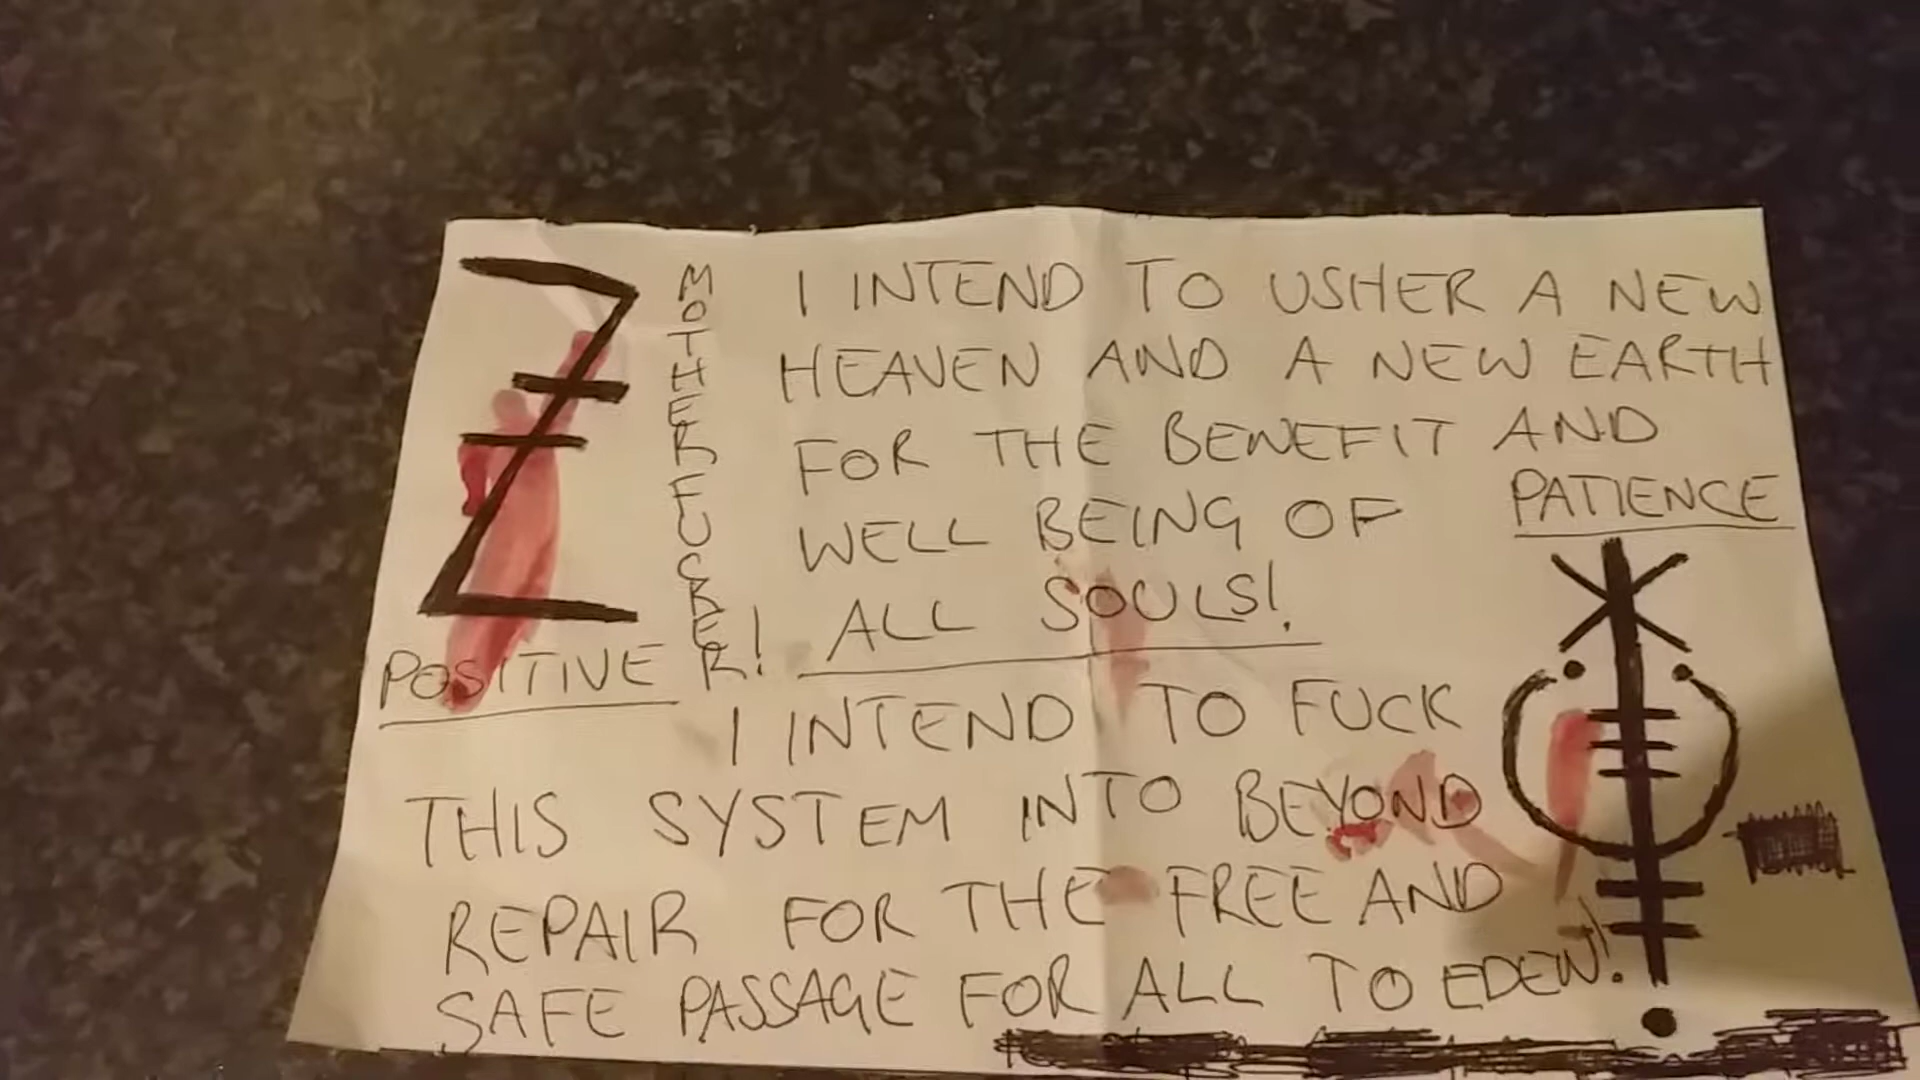 MOTHERFUCKER!
I INTEND TO USHER A NEW
HEAVEN AND A NEW EARTH
FOR THE BENEFIT AND
WELL BEING OF
ALL SOULS!
PATIENCE
POSITIVE
I INTEND TO FUCK
THIS SYSTEM INTO BEYOND
REPAIR FOR THE FREE AND
SAFE PASSAGE FOR ALL TO EDEN!